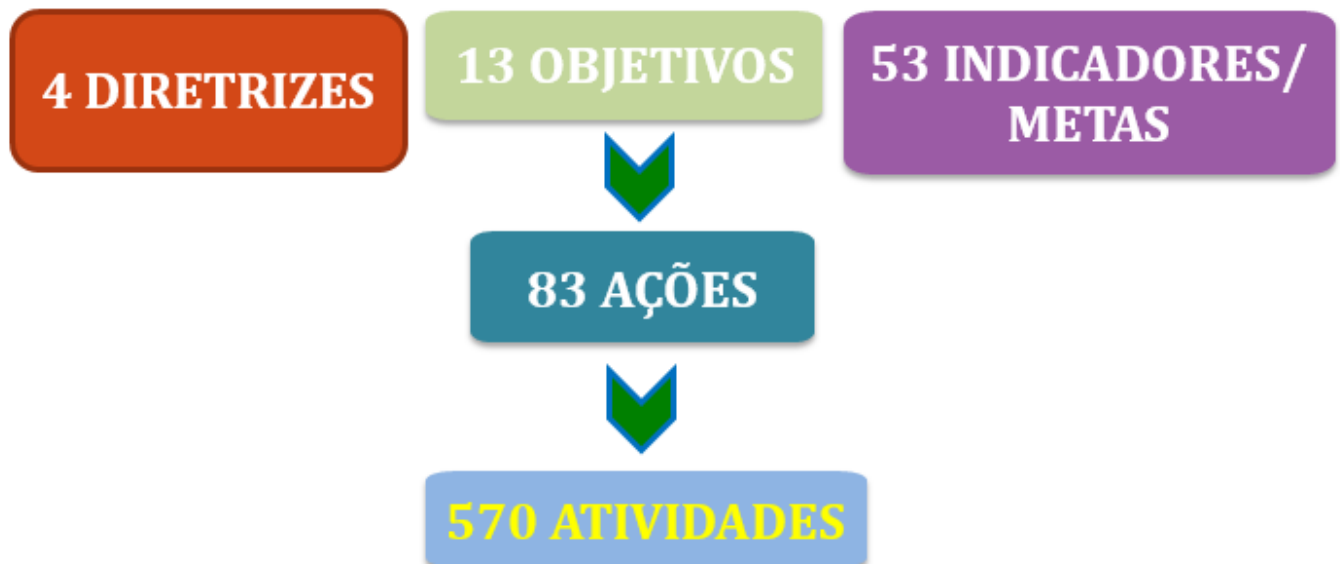 4 DIRETRIZES
13 OBJETIVOS
53 INDICADORES/
METAS
83 AÇÕES
570 ATIVIDADES